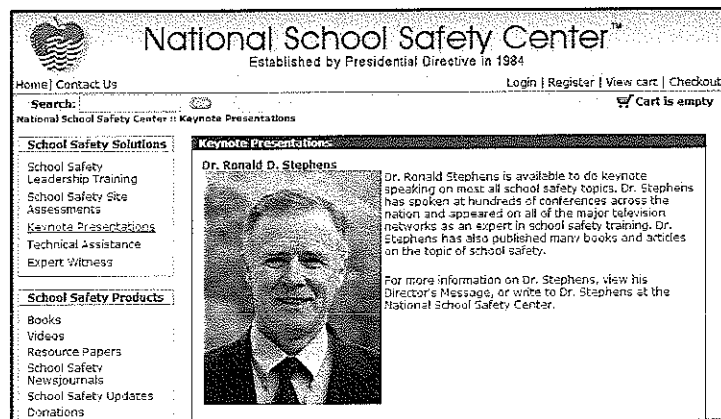 National School Safety Center™
Established by Presidential Directive in 1984
Home| Contact Us
Login | Register | View cart | Checkout
Search:
Cart is empty
National School Safety Center :: Keynote Presentations
School Safety Solutions
School Safety
Leadership Training
School Safety Site
Assessments
Keynote Presentations
Technical Assistance
Expert Witness
School Safety Products
Books
Videos
Resource Papers
School Safety
Newsjournals
School Safety Updates
Donations
Keynote Presentations
Dr. Ronald D. Stephens
Dr. Ronald Stephens is available to do keynote
speaking on most all school safety topics. Dr. Stephens
has spoken at hundreds of conferences across the
nation and appeared on all of the major television
networks as an expert in school safety training. Dr.
Stephens has also published many books and articles
on the topic of school safety.
For more information on Dr. Stephens, view his
Director's Message, or write to Dr. Stephens at the
National School Safety Center.